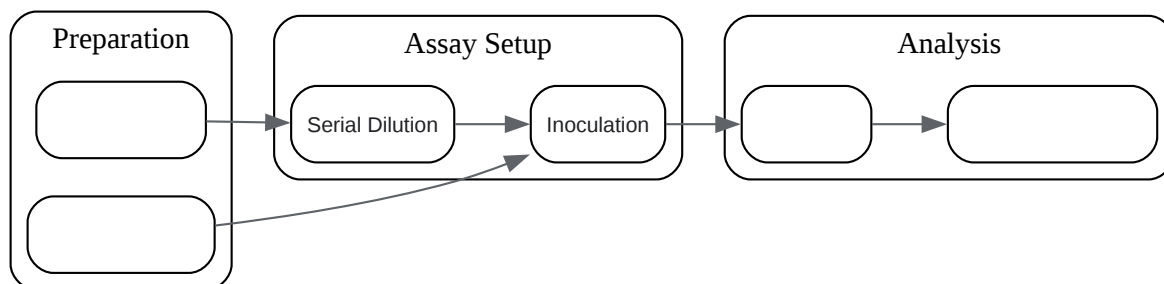 Preparation
Assay Setup
Analysis
Serial Dilution
Inoculation